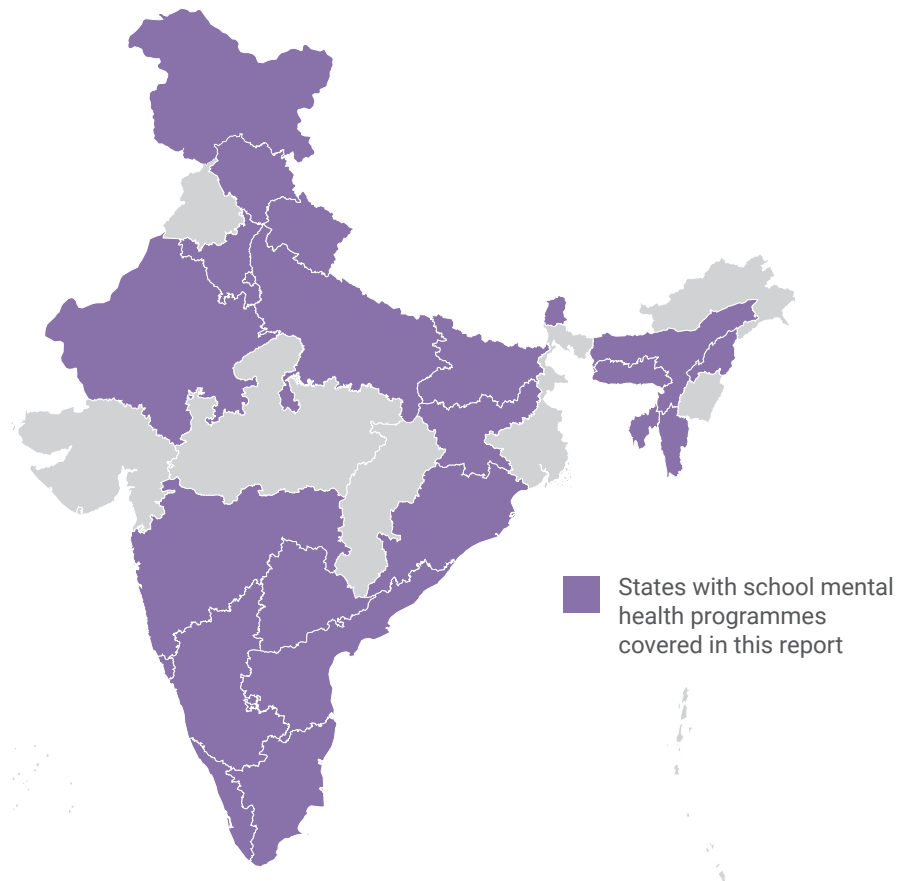 States with school mental
health programmes
covered in this report